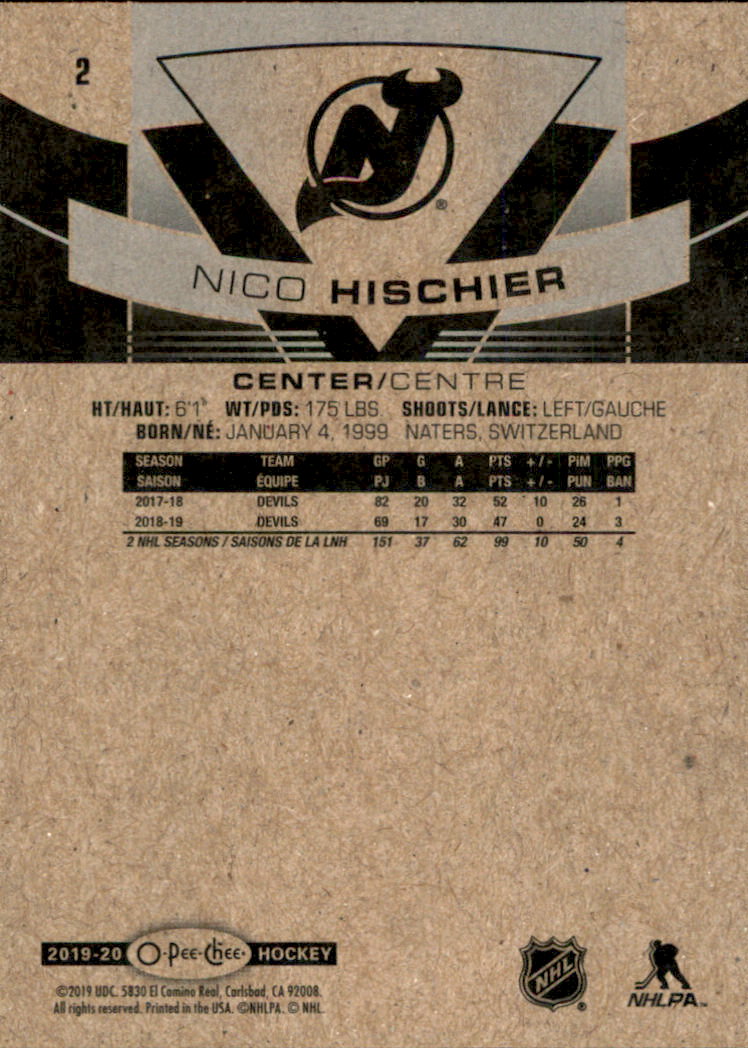 2
NICO HISCHIER
CENTER/CENTRE
HT/HAUT: 6'1" WT/PDS: 175 LBS. SHOOTS/LANCE: LEFT/GAUCHE
BORN/NÉ: JANUARY 4, 1999 NATERS, SWITZERLAND
SEASON TEAM GP G A PTS +/- PiM PPG
SAISON ÉQUIPE PJ B A PTS +/- PUN BAN
2017-18 DEVILS 82 20 32 52 10 26 1
2018-19 DEVILS 69 17 30 47 0 24 3
2 NHL SEASONS / SAISONS DE LA LNH 151 37 62 99 10 50 4
2019-20 O-Pee-Chee HOCKEY
©2019 UDC. 5830 El Camino Real, Carlsbad, CA 92008.
All rights reserved. Printed in the USA. ©NHLPA. © NHL.
NHL ®
NHLPA™